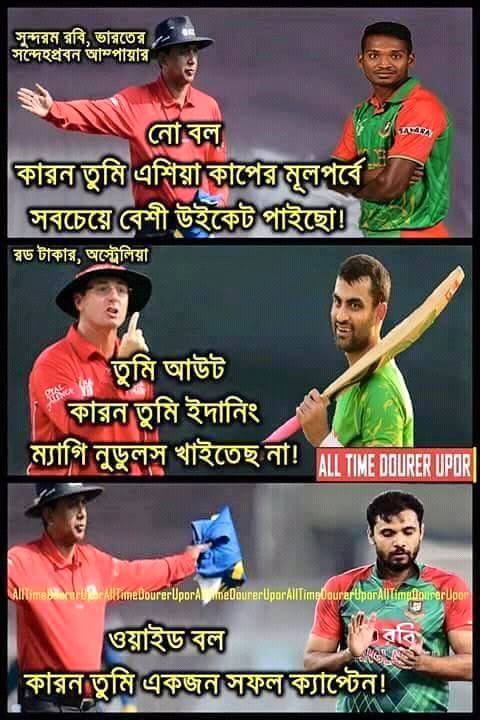 সুন্দরম রবি, ভারতের
সন্দেহপ্রবন আম্পায়ার
নো বল
কারন তুমি এশিয়া কাপের মূলপর্বে
সবচেয়ে বেশী উইকেট পাইছো!
রড টাকার, অস্ট্রেলিয়া
তুমি আউট
কারন তুমি ইদানিং
ম্যাগি নুডুলস খাইতেছ না!
ALL TIME DOURER UPOR
AllTimeDourerUporAllTimeDourerUporAllTimeDourerUporAllTimeDourerUporAllTimeDourerUpor
রবি
ওয়াইড বল
কারন তুমি একজন সফল ক্যাপ্টেন!